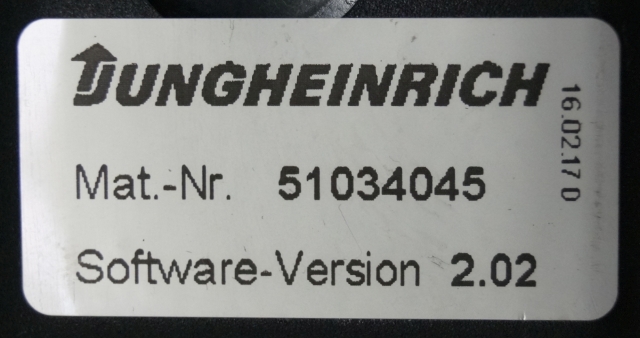 JUNGHEINRICH
Mat.-Nr. 51034045
Software-Version 2.02
16.02.17 0